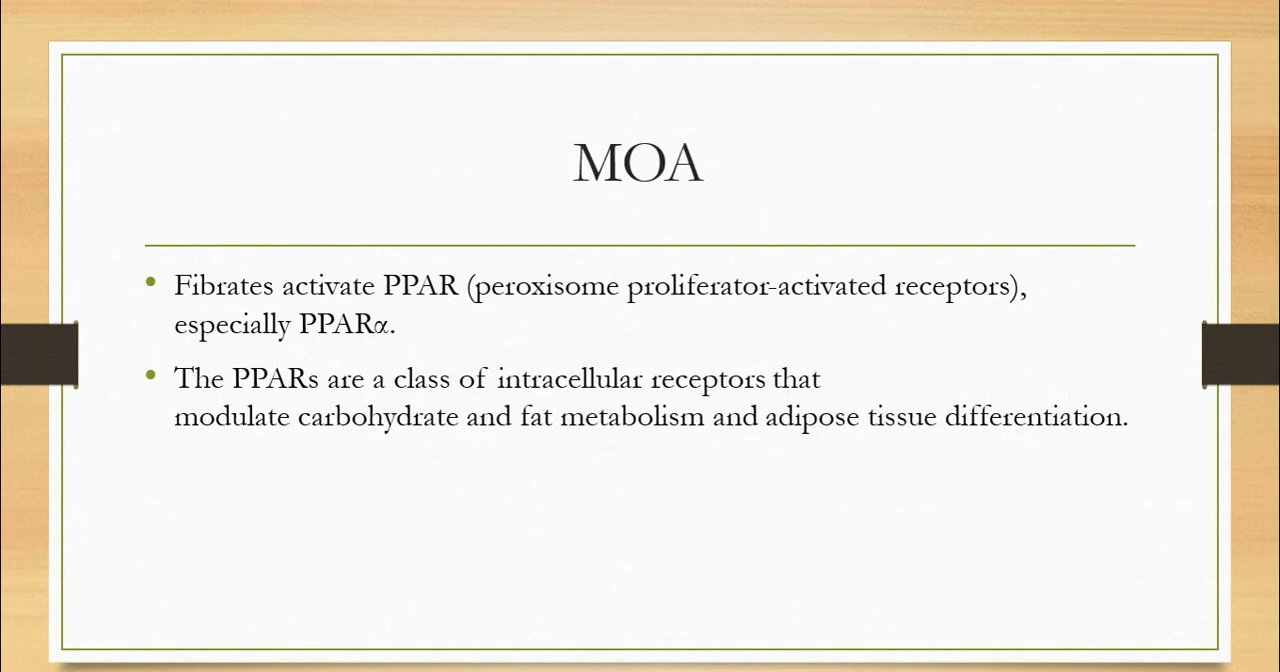 MOA
• Fibrates activate PPAR (peroxisome proliferator-activated receptors),
especially PPARα.
• The PPARs are a class of intracellular receptors that
modulate carbohydrate and fat metabolism and adipose tissue differentiation.